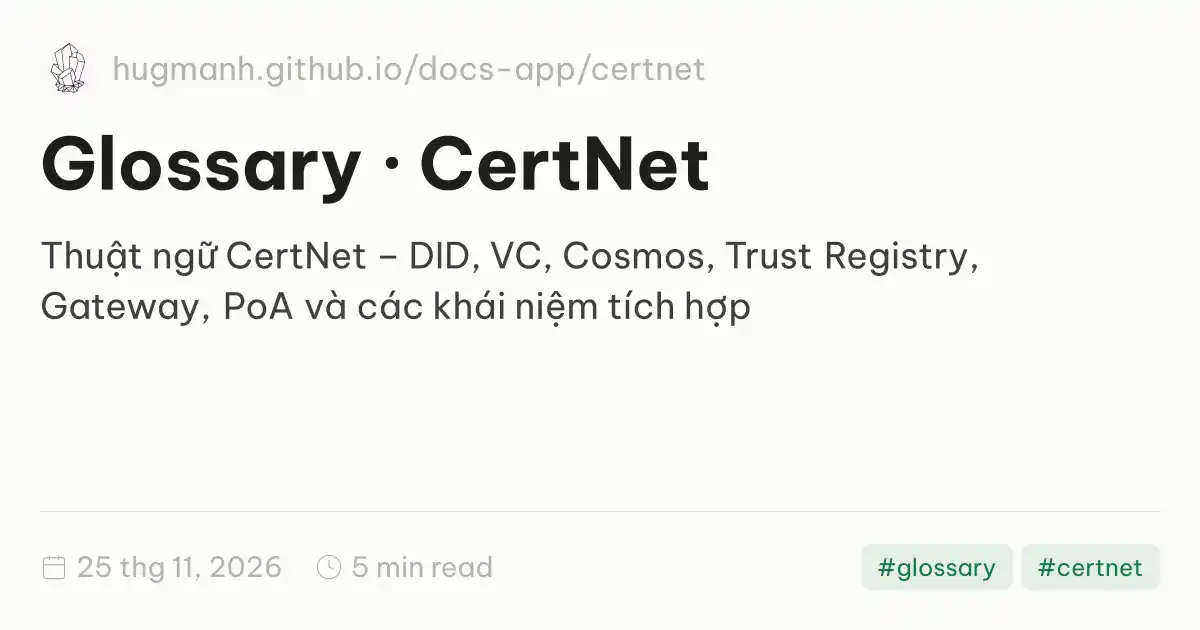 hugmanh.github.io/docs-app/certnet
Glossary · CertNet
Thuật ngữ CertNet – DID, VC, Cosmos, Trust Registry,
Gateway, PoA và các khái niệm tích hợp
25 thg 11, 2026 5 min read #glossary #certnet